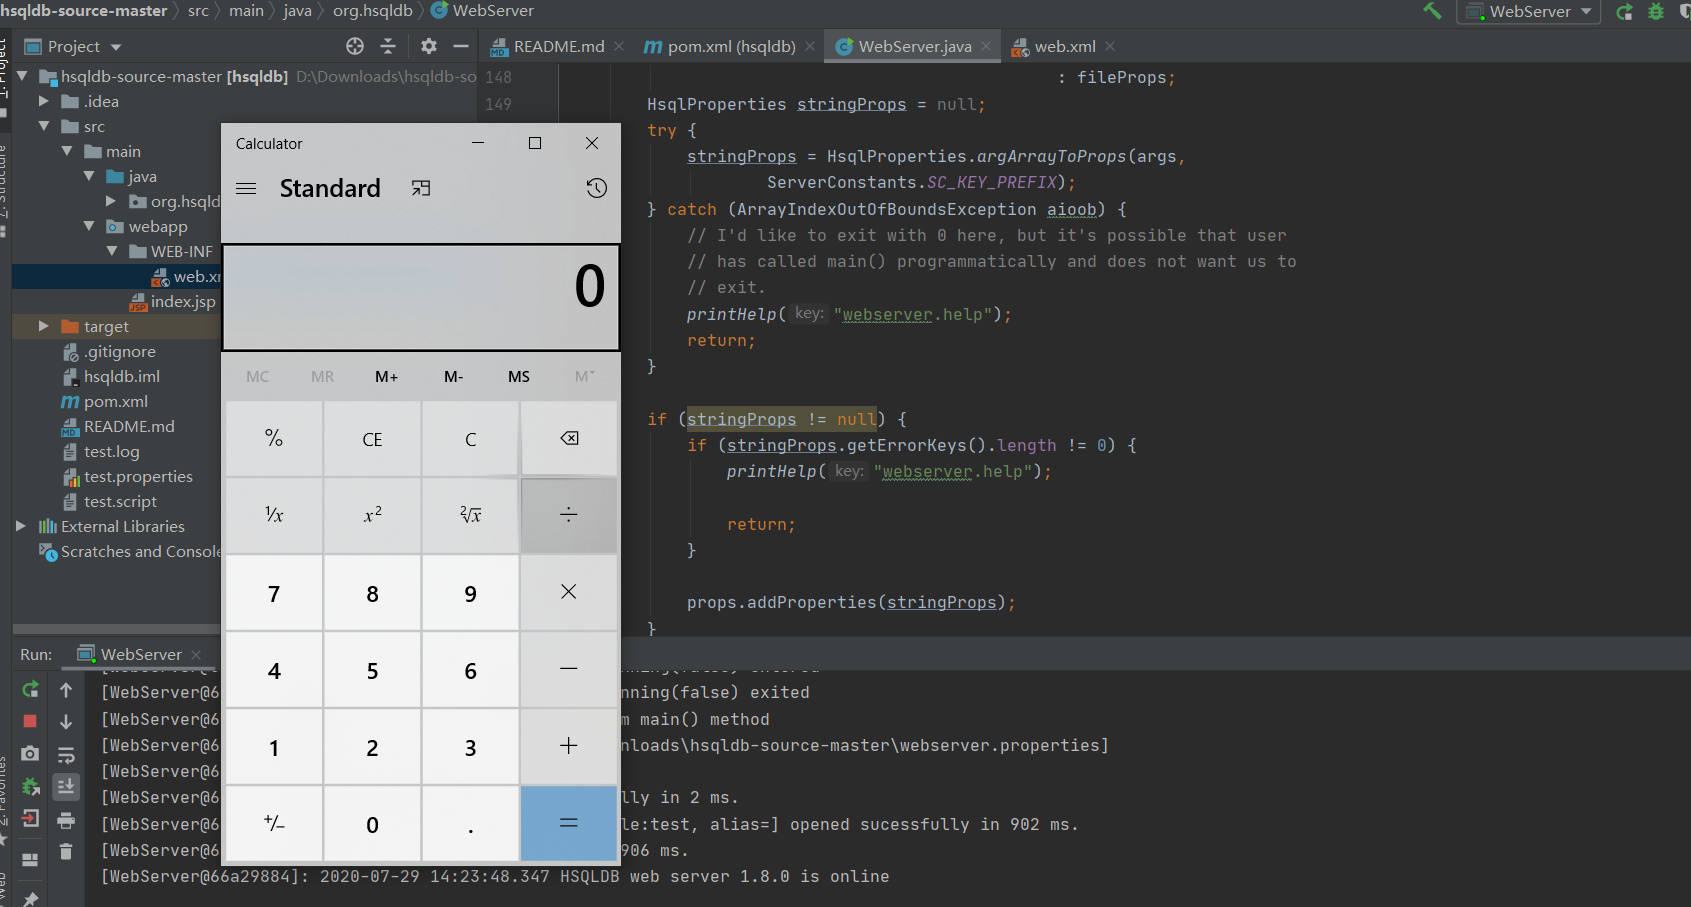 hsqldb-source-master src main java org.hsqldb WebServer
WebServer
Project
README.md
pom.xml (hsqldb)
WebServer.java
web.xml
hsqldb-source-master [hsqldb] D:\Downloads\hsqldb-so
.idea
src
main
java
org.hsqld
webapp
WEB-INF
web.x
index.jsp
target
.gitignore
hsqldb.iml
pom.xml
README.md
test.log
test.properties
test.script
External Libraries
Scratches and Console
148
149
: fileProps;
HsqlProperties stringProps = null;
try {
stringProps = HsqlProperties.argArrayToProps(args,
ServerConstants.SC_KEY_PREFIX);
} catch (ArrayIndexOutOfBoundsException aioob) {
// I'd like to exit with 0 here, but it's possible that user
// has called main() programmatically and does not want us to
// exit.
printHelp( key: "webserver.help");
return;
}
if (stringProps != null) {
if (stringProps.getErrorKeys().length != 0) {
printHelp( key: "webserver.help");
return;
}
props.addProperties(stringProps);
}
Calculator
Standard
0
MC MR M+ M- MS M˅
% CE C
⅟x x² ²√x ÷
7 8 9 ×
4 5 6 −
1 2 3 +
+/− 0 . =
Run: WebServer
nning(false) entered
[WebServer@6 nning(false) exited
[WebServer@6 m main() method
[WebServer@6 nloads\hsqldb-source-master\webserver.properties]
[WebServer@6
[WebServer@6 lly in 2 ms.
[WebServer@6 le:test, alias=] opened sucessfully in 902 ms.
[WebServer@6 906 ms.
[WebServer@66a29884]: 2020-07-29 14:23:48.347 HSQLDB web server 1.8.0 is online